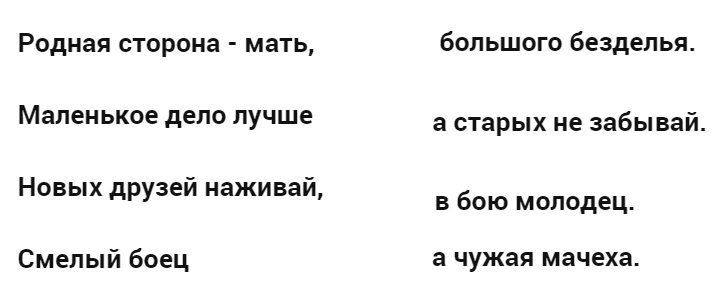 Родная сторона - мать,
большого безделья.
Маленькое дело лучше
а старых не забывай.
Новых друзей наживай,
в бою молодец.
Смелый боец
а чужая мачеха.